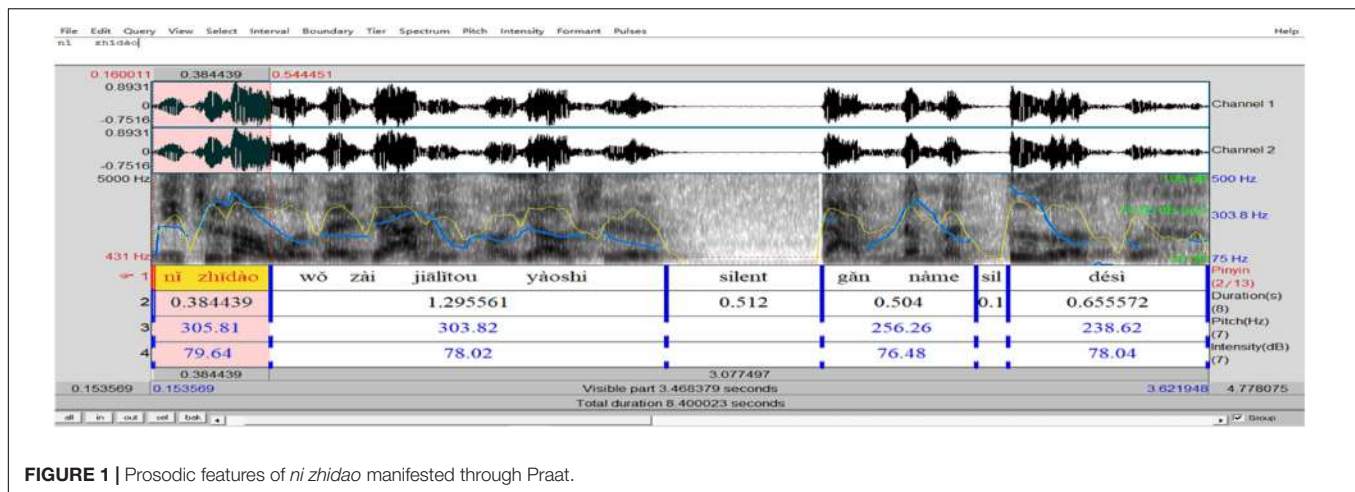 File Edit Query View Select Interval Boundary Tier Spectrum Pitch Intensity Formant Pulses Help
nǐ zhīdào
0.160011 0.384439 0.544451
0.8931
0
-0.7516
Channel 1
0.8931
0
-0.7516
Channel 2
5000 Hz 500 Hz
303.8 Hz
431 Hz 75 Hz
1 nǐ zhīdào wǒ zài jiālǐtou yàoshi silent gǎn nàme sil désì Pinyin (2/13)
2 0.384439 1.295561 0.512 0.504 0.1 0.655572 Duration(s) (8)
3 305.81 303.82 256.26 238.62 Pitch(Hz) (7)
4 79.64 78.02 76.48 78.04 Intensity(dB) (7)
0.384439 3.077497
0.153569 0.153569 Visible part 3.468379 seconds 3.621948 4.778075
Total duration 8.400023 seconds
all in out sel bak Group
FIGURE 1 | Prosodic features of ni zhidao manifested through Praat.